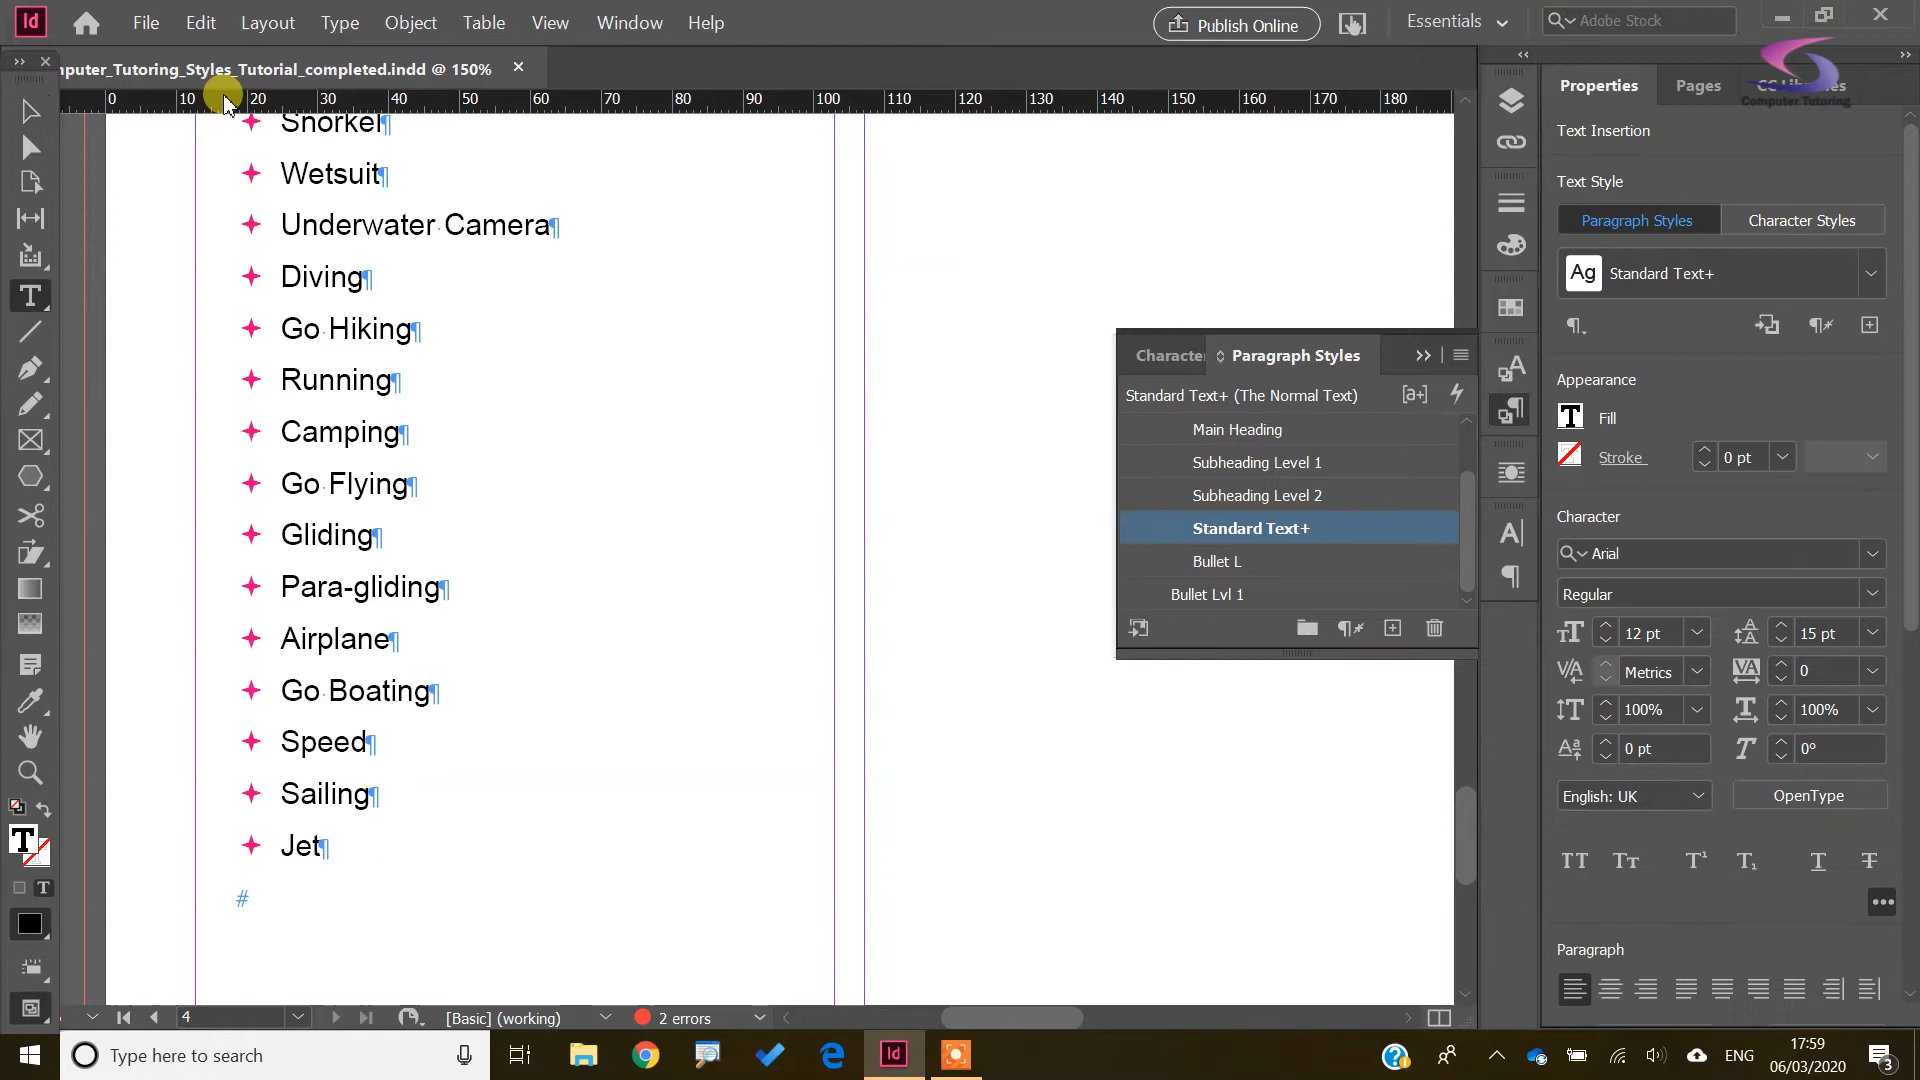 Id File Edit Layout Type Object Table View Window Help Publish Online Essentials Adobe Stock
mputer_Tutoring_Styles_Tutorial_completed.indd @ 150%
0 10 20 30 40 50 60 70 80 90 100 110 120 130 140 150 160 170 180
Snorkel¶
Wetsuit¶
Underwater Camera¶
Diving¶
Go Hiking¶
Running¶
Camping¶
Go Flying¶
Gliding¶
Para-gliding¶
Airplane¶
Go Boating¶
Speed¶
Sailing¶
Jet¶
#
Paragraph Styles
Standard Text+ (The Normal Text) [a+]
Main Heading
Subheading Level 1
Subheading Level 2
Standard Text+
Bullet L
Bullet Lvl 1
Properties Pages
Computer Tutoring
Text Insertion
Text Style
Paragraph Styles Character Styles
Ag Standard Text+
Appearance
Fill
Stroke 0 pt
Character
Arial
Regular
12 pt 15 pt
Metrics 0
100% 100%
0 pt 0°
English: UK OpenType
Paragraph
4 [Basic] (working) 2 errors
Type here to search
Id
ENG
17:59
06/03/2020
3